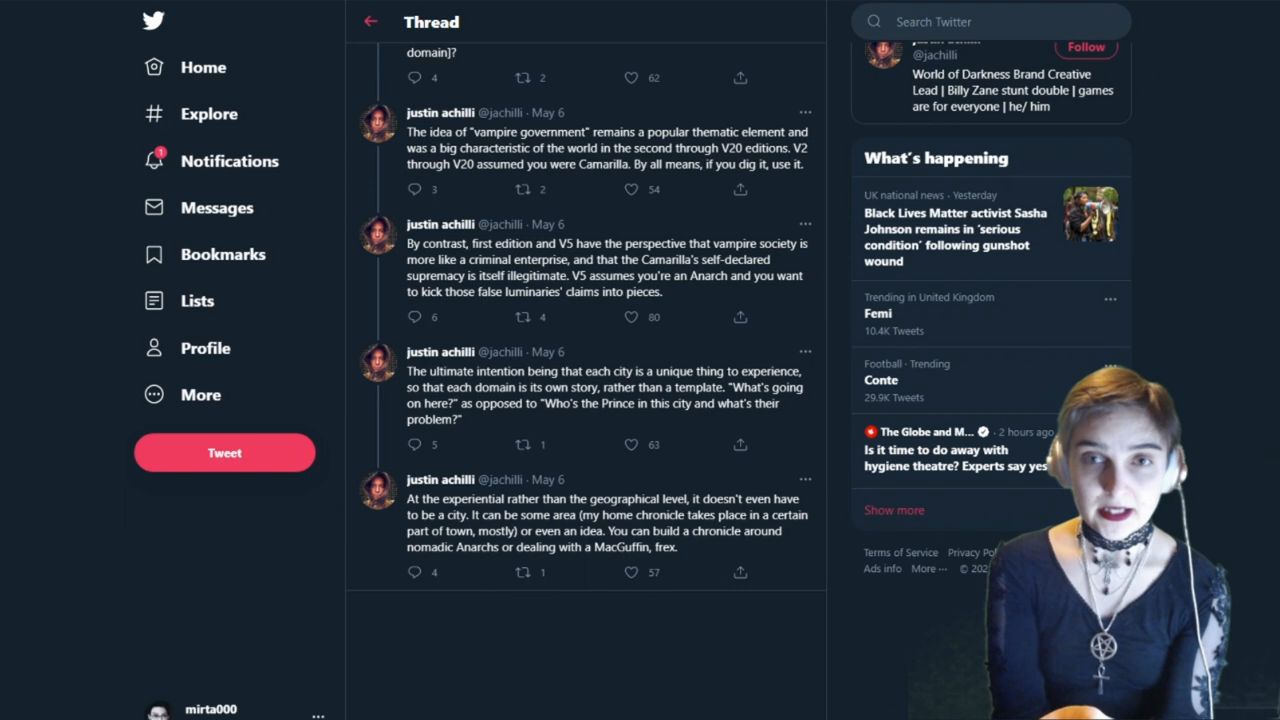 Home
Explore
1
Notifications
Messages
Bookmarks
Lists
Profile
More
Tweet
mirta000
Thread
domain]?
4 2 62
justin achilli @jachilli · May 6
The idea of "vampire government" remains a popular thematic element and
was a big characteristic of the world in the second through V20 editions. V2
through V20 assumed you were Camarilla. By all means, if you dig it, use it.
3 2 54
justin achilli @jachilli · May 6
By contrast, first edition and V5 have the perspective that vampire society is
more like a criminal enterprise, and that the Camarilla's self-declared
supremacy is itself illegitimate. V5 assumes you're an Anarch and you want
to kick those false luminaries' claims into pieces.
6 4 80
justin achilli @jachilli · May 6
The ultimate intention being that each city is a unique thing to experience,
so that each domain is its own story, rather than a template. "What's going
on here?" as opposed to "Who's the Prince in this city and what's their
problem?"
5 1 63
justin achilli @jachilli · May 6
At the experiential rather than the geographical level, it doesn't even have
to be a city. It can be some area (my home chronicle takes place in a certain
part of town, mostly) or even an idea. You can build a chronicle around
nomadic Anarchs or dealing with a MacGuffin, frex.
4 1 57
Search Twitter
@jachilli
Follow
World of Darkness Brand Creative
Lead | Billy Zane stunt double | games
are for everyone | he/ him
What's happening
UK national news · Yesterday
Black Lives Matter activist Sasha
Johnson remains in 'serious
condition' following gunshot
wound
Trending in United Kingdom
Femi
10.4K Tweets
Football · Trending
Conte
29.9K Tweets
The Globe and M... · 2 hours ago
Is it time to do away with
hygiene theatre? Experts say yes
Show more
Terms of Service Privacy
Ads info More ··· ©